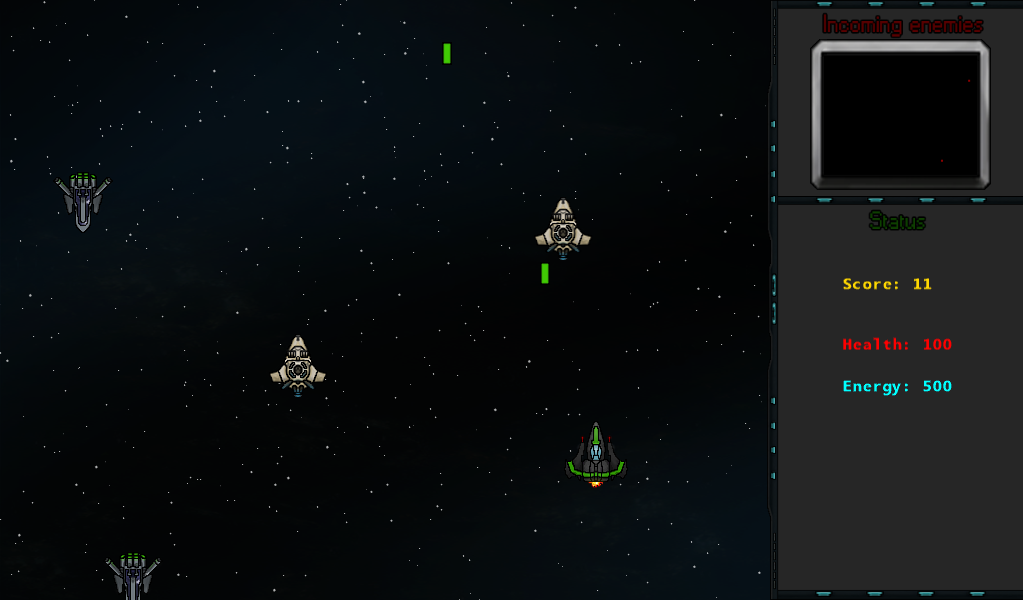 Incoming enemies
Status
Score: 11
Health: 100
Energy: 500